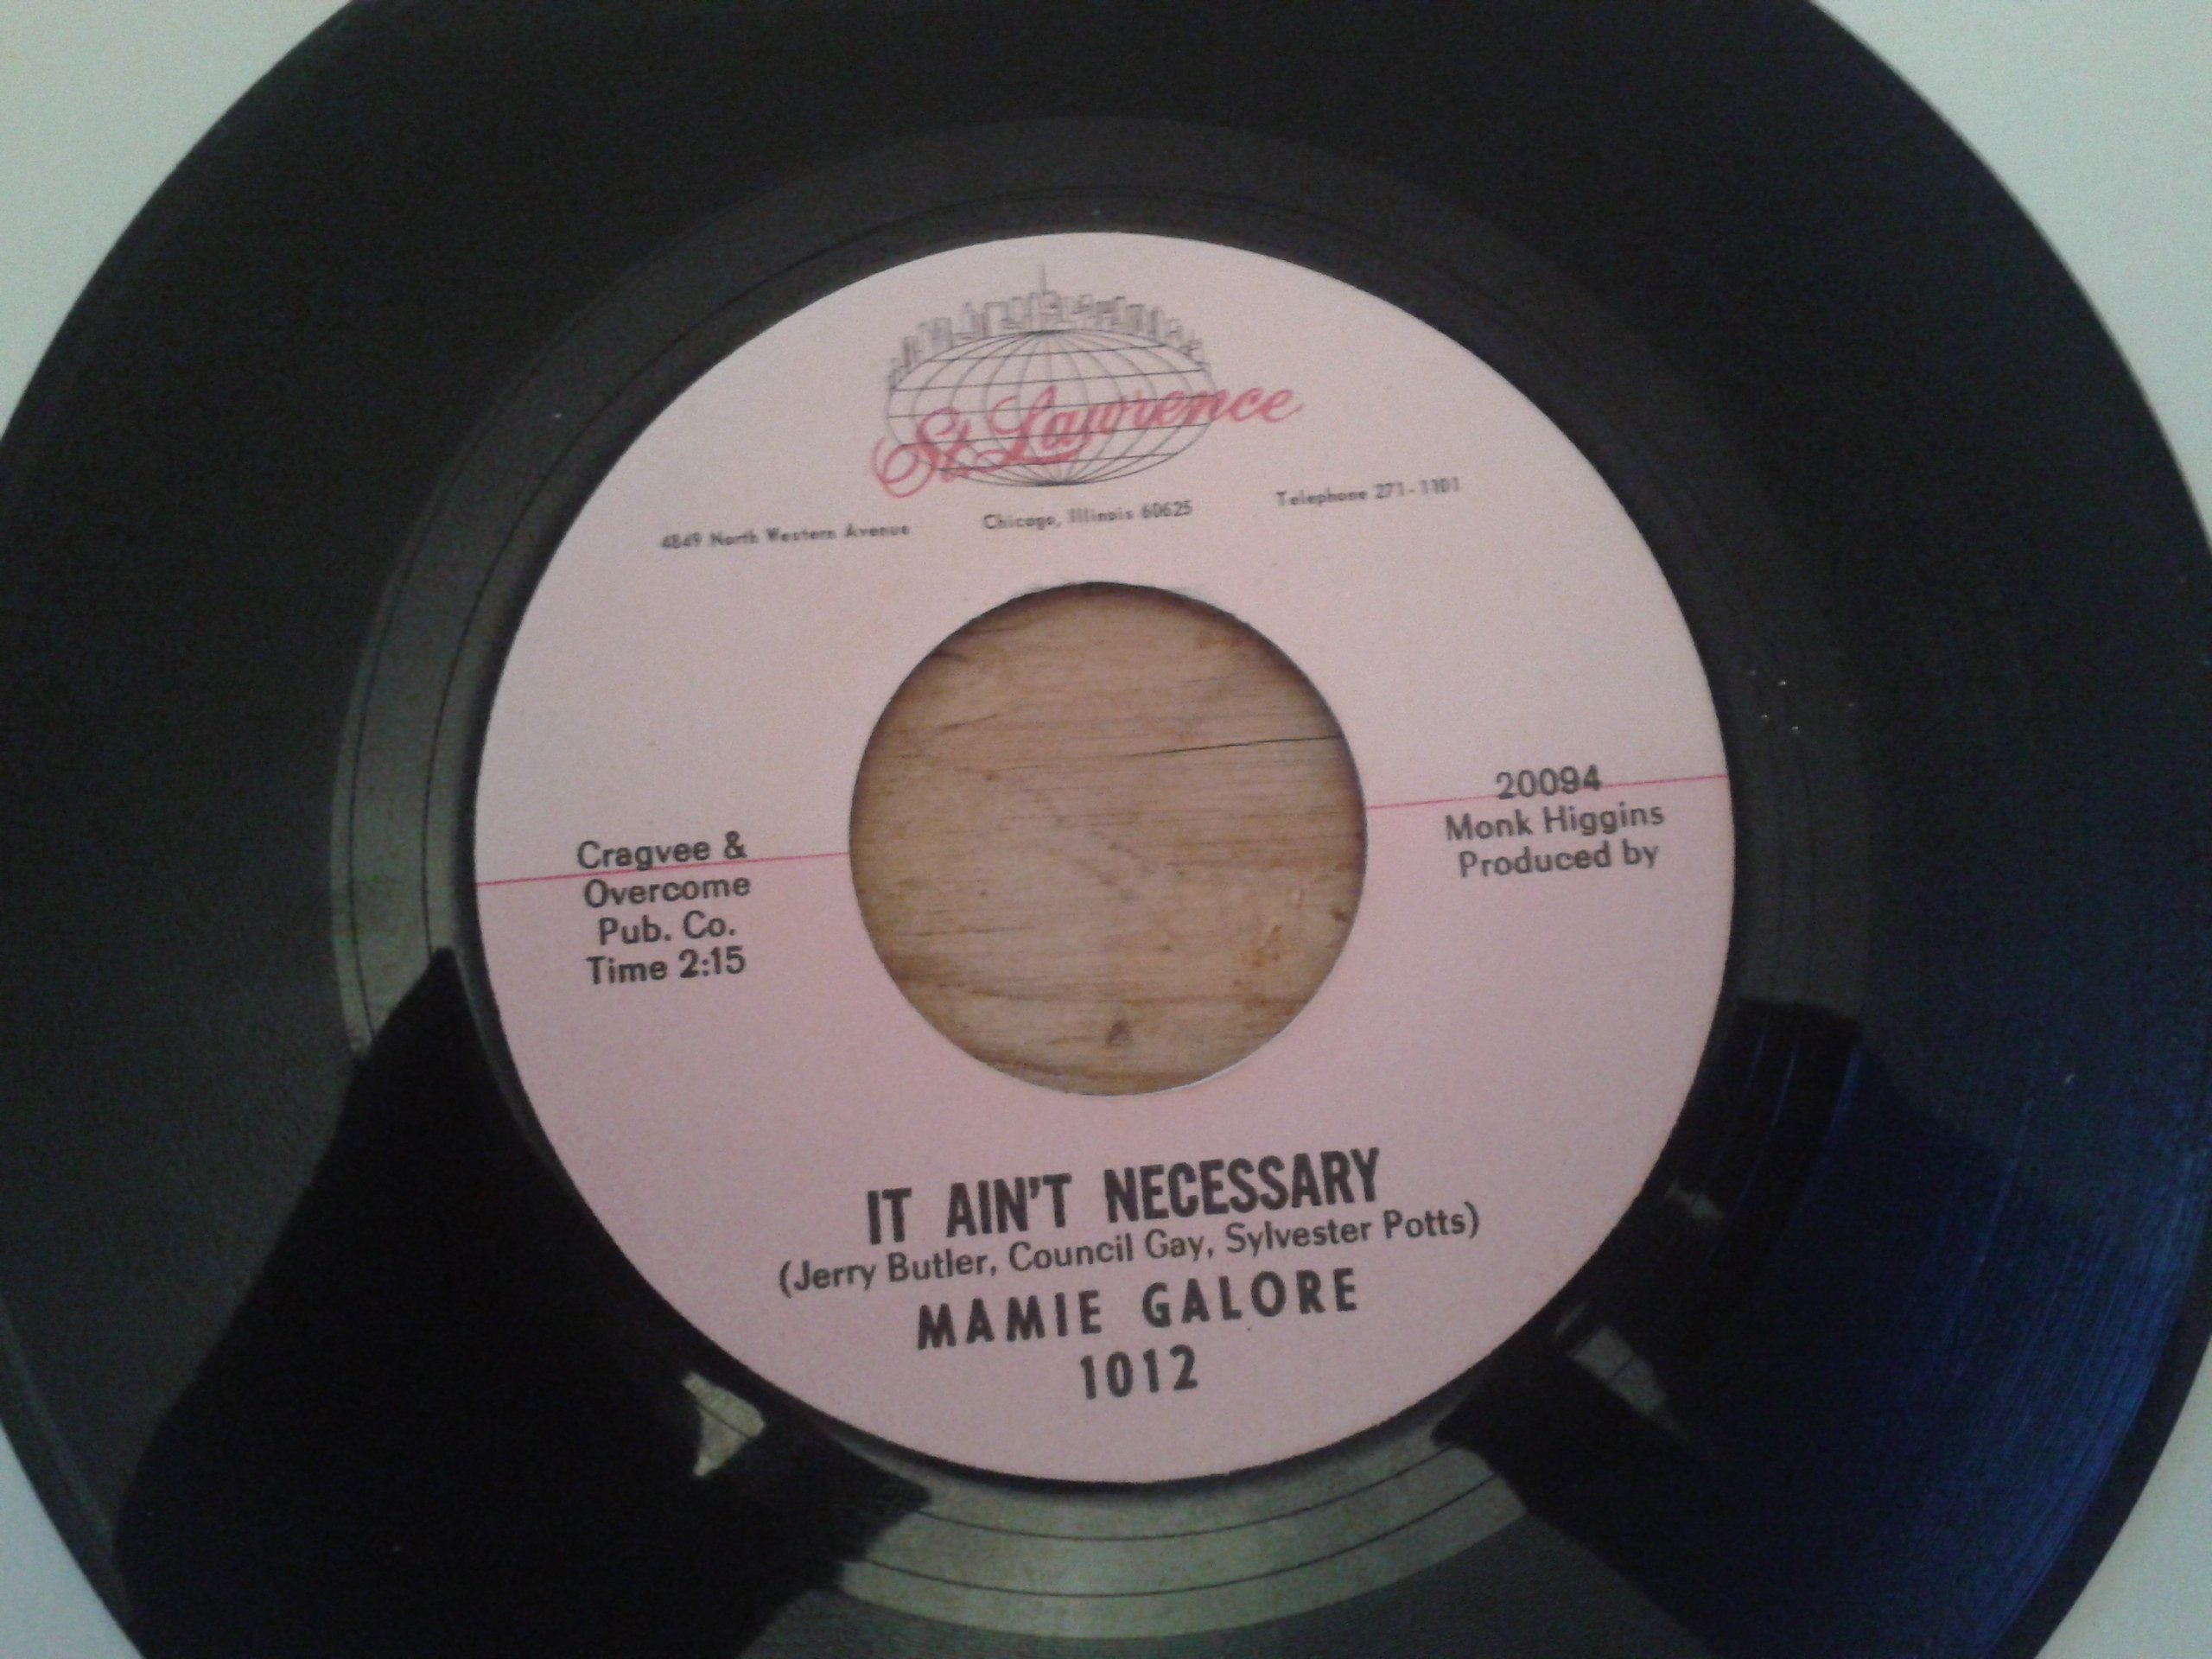 St. Lawrence
4849 North Western Avenue Chicago, Illinois 60625 Telephone 271-1101
Cragvee &
Overcome
Pub. Co.
Time 2:15
20094
Monk Higgins
Produced by
IT AIN'T NECESSARY
(Jerry Butler, Council Gay, Sylvester Potts)
MAMIE GALORE
1012